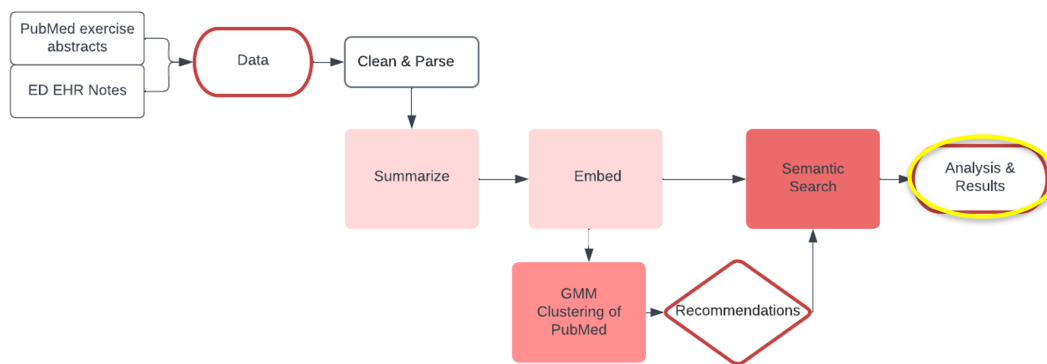 PubMed exercise
abstracts
ED EHR Notes
Data
Clean & Parse
Summarize
Embed
Semantic
Search
Analysis &
Results
GMM
Clustering of
PubMed
Recommendations